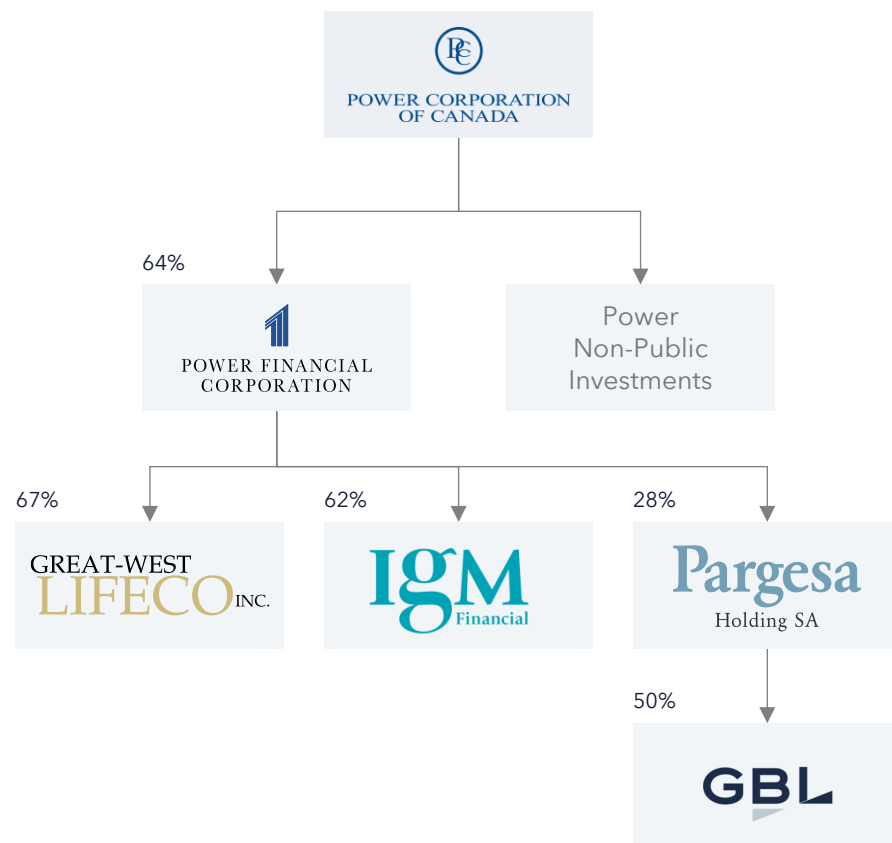 PCC
POWER CORPORATION
OF CANADA
64%
POWER FINANCIAL
CORPORATION
Power
Non-Public
Investments
67%
GREAT-WEST
LIFECO INC.
62%
IGM
Financial
28%
Pargesa
Holding SA
50%
GBL